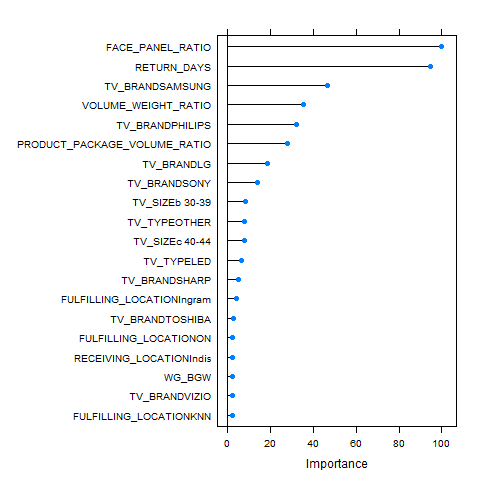 FACE_PANEL_RATIO
RETURN_DAYS
TV_BRANDSAMSUNG
VOLUME_WEIGHT_RATIO
TV_BRANDPHILIPS
PRODUCT_PACKAGE_VOLUME_RATIO
TV_BRANDLG
TV_BRANDSONY
TV_SIZEb 30-39
TV_TYPEOTHER
TV_SIZEc 40-44
TV_TYPELED
TV_BRANDSHARP
FULFILLING_LOCATIONIngram
TV_BRANDTOSHIBA
FULFILLING_LOCATIONON
RECEIVING_LOCATIONIndis
WG_BGW
TV_BRANDVIZIO
FULFILLING_LOCATIONKNN
0 20 40 60 80 100
Importance